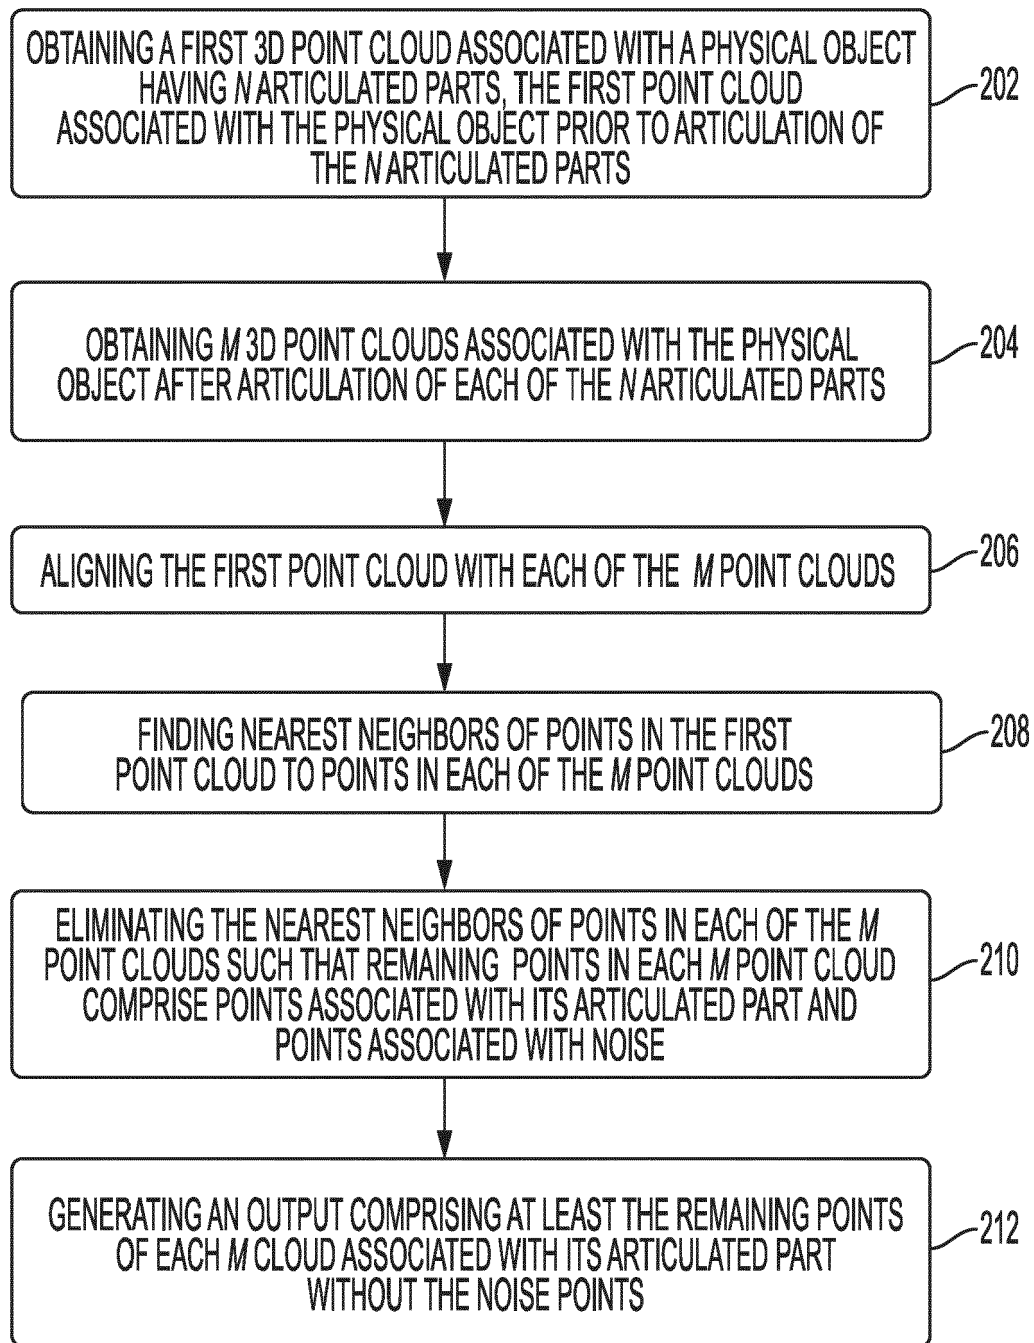 OBTAINING A FIRST 3D POINT CLOUD ASSOCIATED WITH A PHYSICAL OBJECT
HAVING N ARTICULATED PARTS, THE FIRST POINT CLOUD
ASSOCIATED WITH THE PHYSICAL OBJECT PRIOR TO ARTICULATION OF
THE N ARTICULATED PARTS
202
OBTAINING M 3D POINT CLOUDS ASSOCIATED WITH THE PHYSICAL
OBJECT AFTER ARTICULATION OF EACH OF THE N ARTICULATED PARTS
204
ALIGNING THE FIRST POINT CLOUD WITH EACH OF THE M POINT CLOUDS
206
FINDING NEAREST NEIGHBORS OF POINTS IN THE FIRST
POINT CLOUD TO POINTS IN EACH OF THE M POINT CLOUDS
208
ELIMINATING THE NEAREST NEIGHBORS OF POINTS IN EACH OF THE M
POINT CLOUDS SUCH THAT REMAINING POINTS IN EACH M POINT CLOUD
COMPRISE POINTS ASSOCIATED WITH ITS ARTICULATED PART AND
POINTS ASSOCIATED WITH NOISE
210
GENERATING AN OUTPUT COMPRISING AT LEAST THE REMAINING POINTS
OF EACH M CLOUD ASSOCIATED WITH ITS ARTICULATED PART
WITHOUT THE NOISE POINTS
212